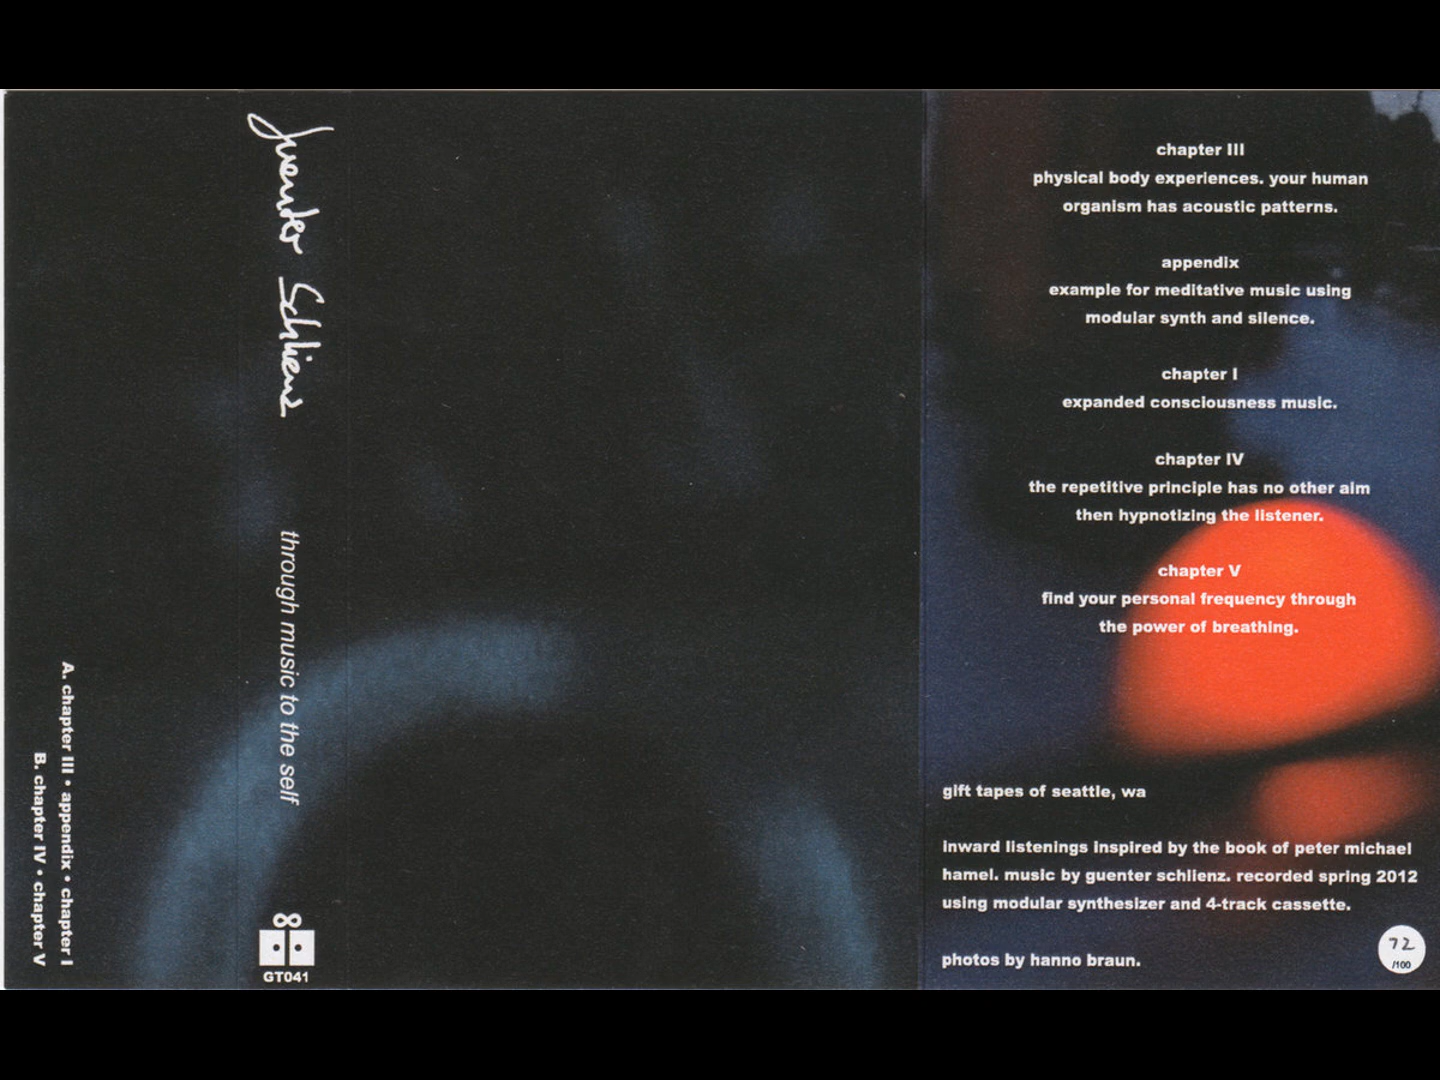 A. chapter III • appendix • chapter I
B. chapter IV • chapter V
Guenter Schlienz
through music to the self
GT041
chapter III
physical body experiences. your human
organism has acoustic patterns.
appendix
example for meditative music using
modular synth and silence.
chapter I
expanded consciousness music.
chapter IV
the repetitive principle has no other aim
then hypnotizing the listener.
chapter V
find your personal frequency through
the power of breathing.
gift tapes of seattle, wa
inward listenings inspired by the book of peter michael
hamel. music by guenter schlienz. recorded spring 2012
using modular synthesizer and 4-track cassette.
photos by hanno braun.
72
/100